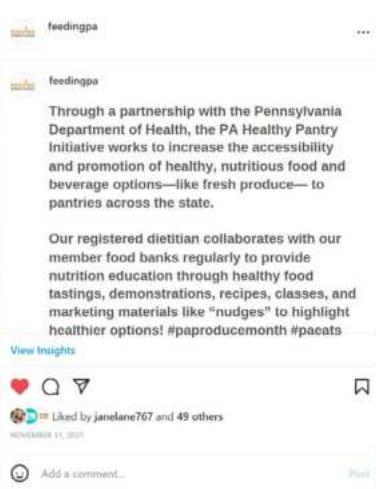 feedingpa
...
feedingpa
Through a partnership with the Pennsylvania
Department of Health, the PA Healthy Pantry
Initiative works to increase the accessibility
and promotion of healthy, nutritious food and
beverage options—like fresh produce— to
pantries across the state.
Our registered dietitian collaborates with our
member food banks regularly to provide
nutrition education through healthy food
tastings, demonstrations, recipes, classes, and
marketing materials like “nudges” to highlight
healthier options! #paproducemonth #paeats
View Insights
Liked by janelane767 and 49 others
NOVEMBER 11, 2021
Add a comment... Post